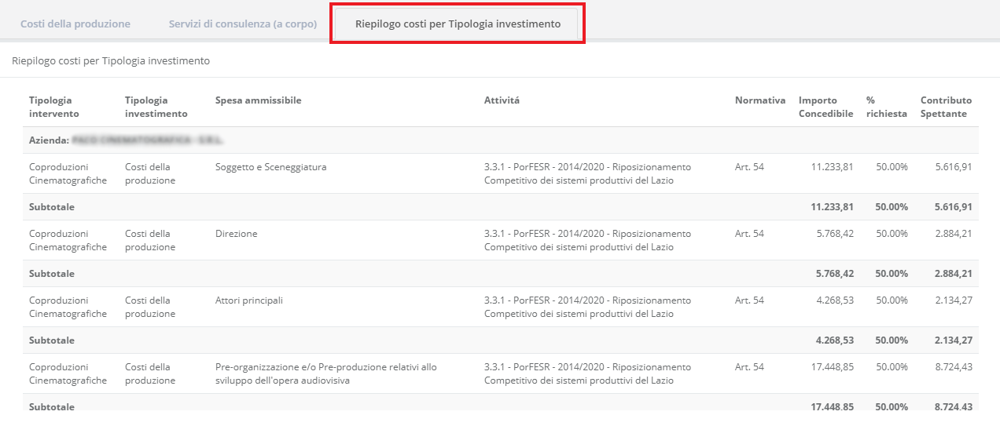 Costi della produzione Servizi di consulenza (a corpo) Riepilogo costi per Tipologia investimento
Riepilogo costi per Tipologia investimento
Tipologia intervento Tipologia investimento Spesa ammissibile Attivitá Normativa Importo Concedibile % richiesta Contributo Spettante
Azienda:
Coproduzioni Costi della Soggetto e Sceneggiatura 3.3.1 - PorFESR - 2014/2020 - Riposizionamento Art. 54 11.233,81 50.00% 5.616,91
Cinematografiche produzione Competitivo dei sistemi produttivi del Lazio
Subtotale 11.233,81 50.00% 5.616,91
Coproduzioni Costi della Direzione 3.3.1 - PorFESR - 2014/2020 - Riposizionamento Art. 54 5.768,42 50.00% 2.884,21
Cinematografiche produzione Competitivo dei sistemi produttivi del Lazio
Subtotale 5.768,42 50.00% 2.884,21
Coproduzioni Costi della Attori principali 3.3.1 - PorFESR - 2014/2020 - Riposizionamento Art. 54 4.268,53 50.00% 2.134,27
Cinematografiche produzione Competitivo dei sistemi produttivi del Lazio
Subtotale 4.268,53 50.00% 2.134,27
Coproduzioni Costi della Pre-organizzazione e/o Pre-produzione relativi allo 3.3.1 - PorFESR - 2014/2020 - Riposizionamento Art. 54 17.448,85 50.00% 8.724,43
Cinematografiche produzione sviluppo dell'opera audiovisiva Competitivo dei sistemi produttivi del Lazio
Subtotale 17.448,85 50.00% 8.724,43